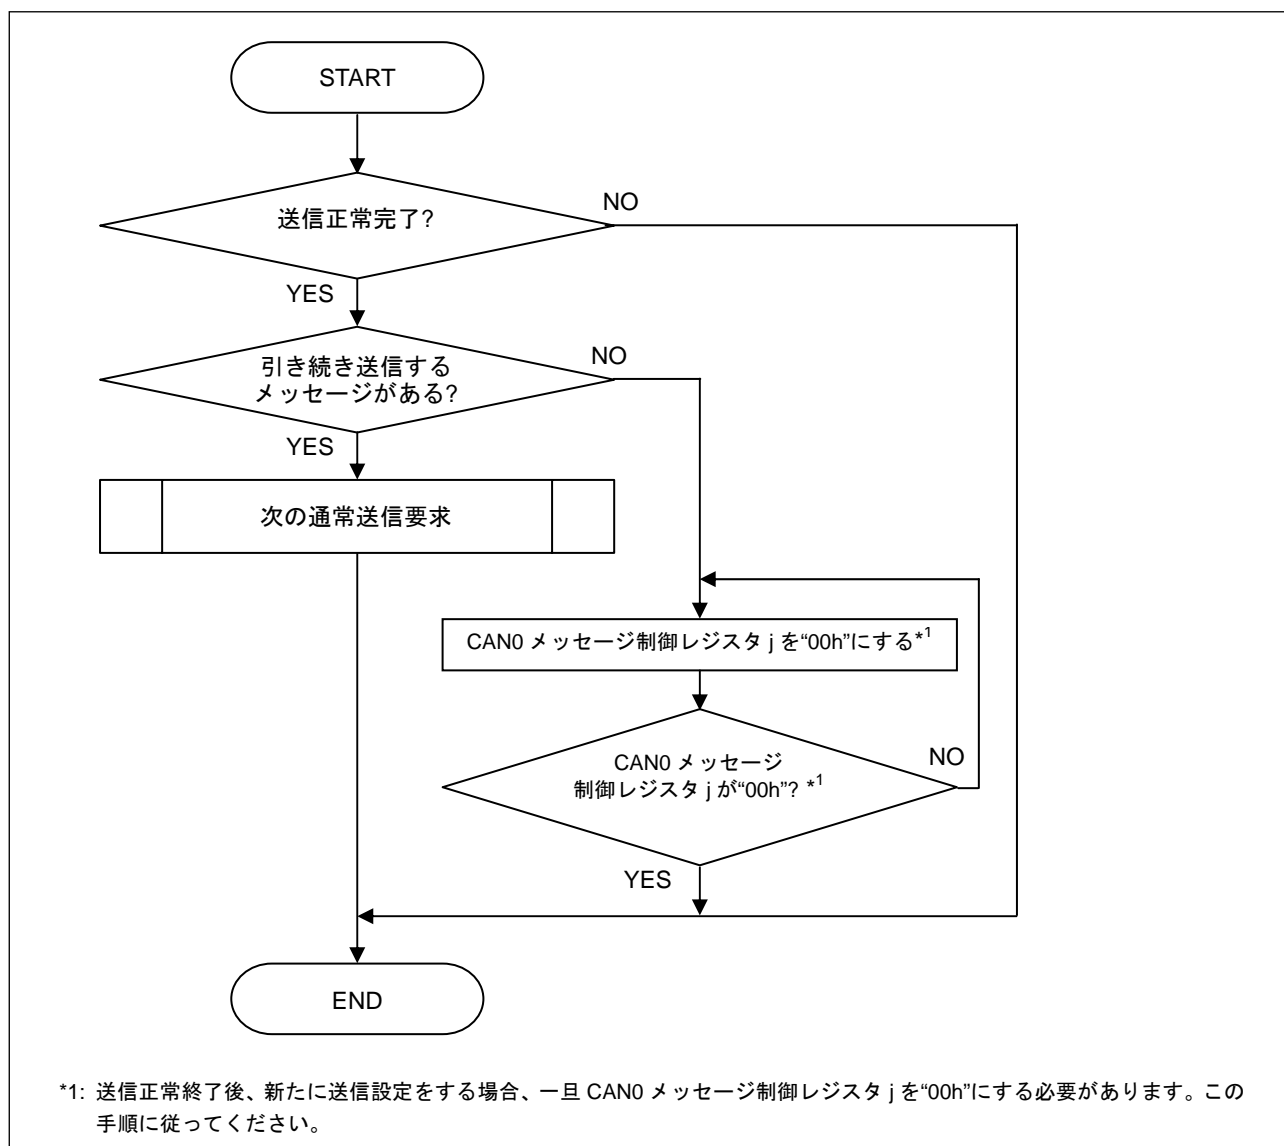 START
送信正常完了?
NO
YES
引き続き送信する
メッセージがある?
NO
YES
次の通常送信要求
CAN0 メッセージ制御レジスタ j を“00h”にする*1
CAN0 メッセージ
制御レジスタ j が“00h”? *1
NO
YES
END
*1: 送信正常終了後、新たに送信設定をする場合、一旦 CAN0 メッセージ制御レジスタ j を“00h”にする必要があります。この
手順に従ってください。